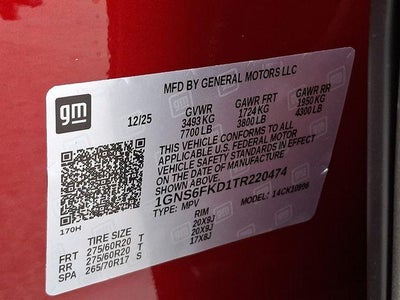 gm
MFD BY GENERAL MOTORS LLC
12/25 GVWR GAWR FRT GAWR RR
3493 KG 1724 KG 1950 KG
7700 LB 3800 LB 4300 LB
THIS VEHICLE CONFORMS TO ALL
APPLICABLE U.S. FEDERAL MOTOR
VEHICLE SAFETY STANDARDS IN EFFECT
ON THE DATE OF MANUFACTURE
1GNS6FKD1TR220474
TYPE: MPV MODEL: 14CK10906
170H
TIRE SIZE RIM
FRT 275/60R20 T 20X9J
RR 275/60R20 T 20X9J
SPA 265/70R17 S 17X8J